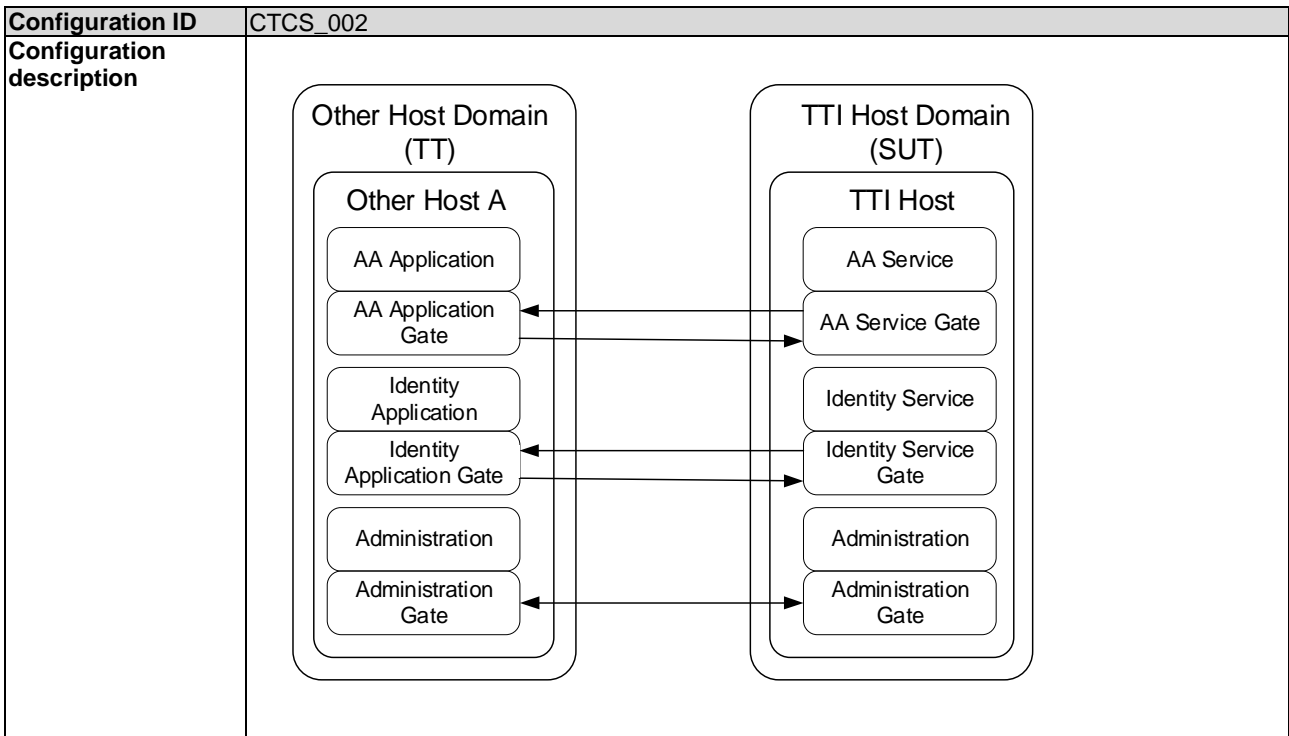 Configuration ID CTCS_002
Configuration
description
Other Host Domain
(TT)
Other Host A
AA Application
AA Application
Gate
Identity
Application
Identity
Application Gate
Administration
Administration
Gate
TTI Host Domain
(SUT)
TTI Host
AA Service
AA Service Gate
Identity Service
Identity Service
Gate
Administration
Administration
Gate